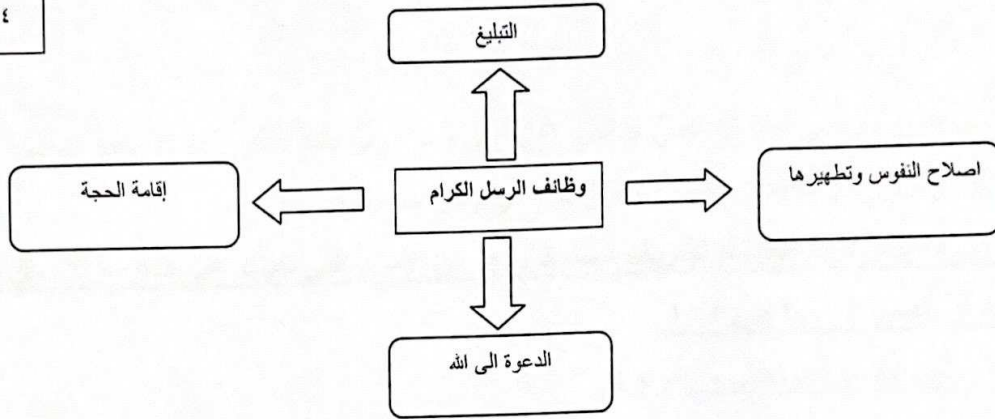 ٤
التبليغ
اصلاح النفوس وتطهيرها
وظائف الرسل الكرام
إقامة الحجة
الدعوة الى الله